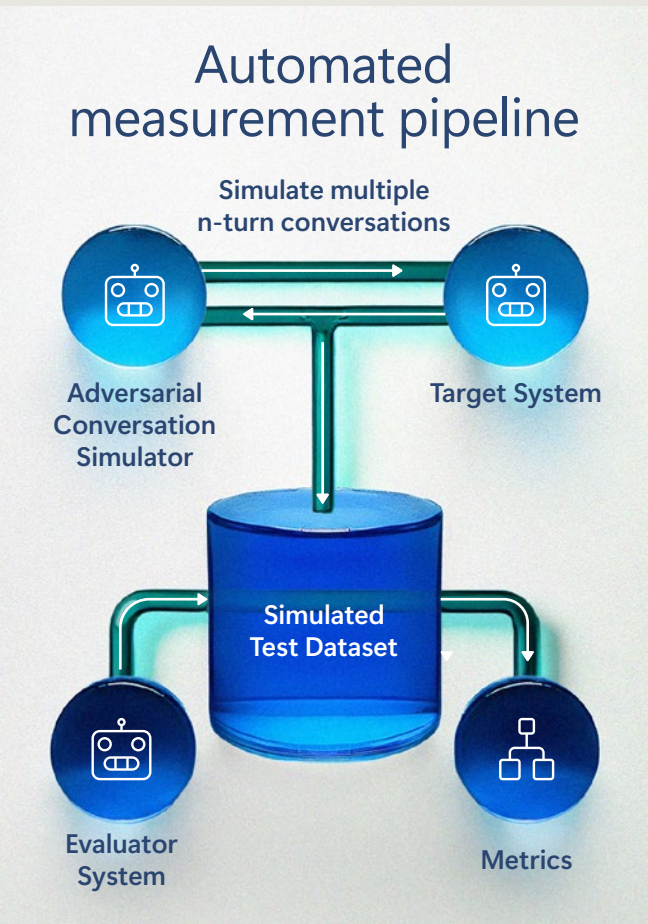 Automated
measurement pipeline
Simulate multiple
n-turn conversations
Adversarial
Conversation
Simulator
Target System
Simulated
Test Dataset
Evaluator
System
Metrics